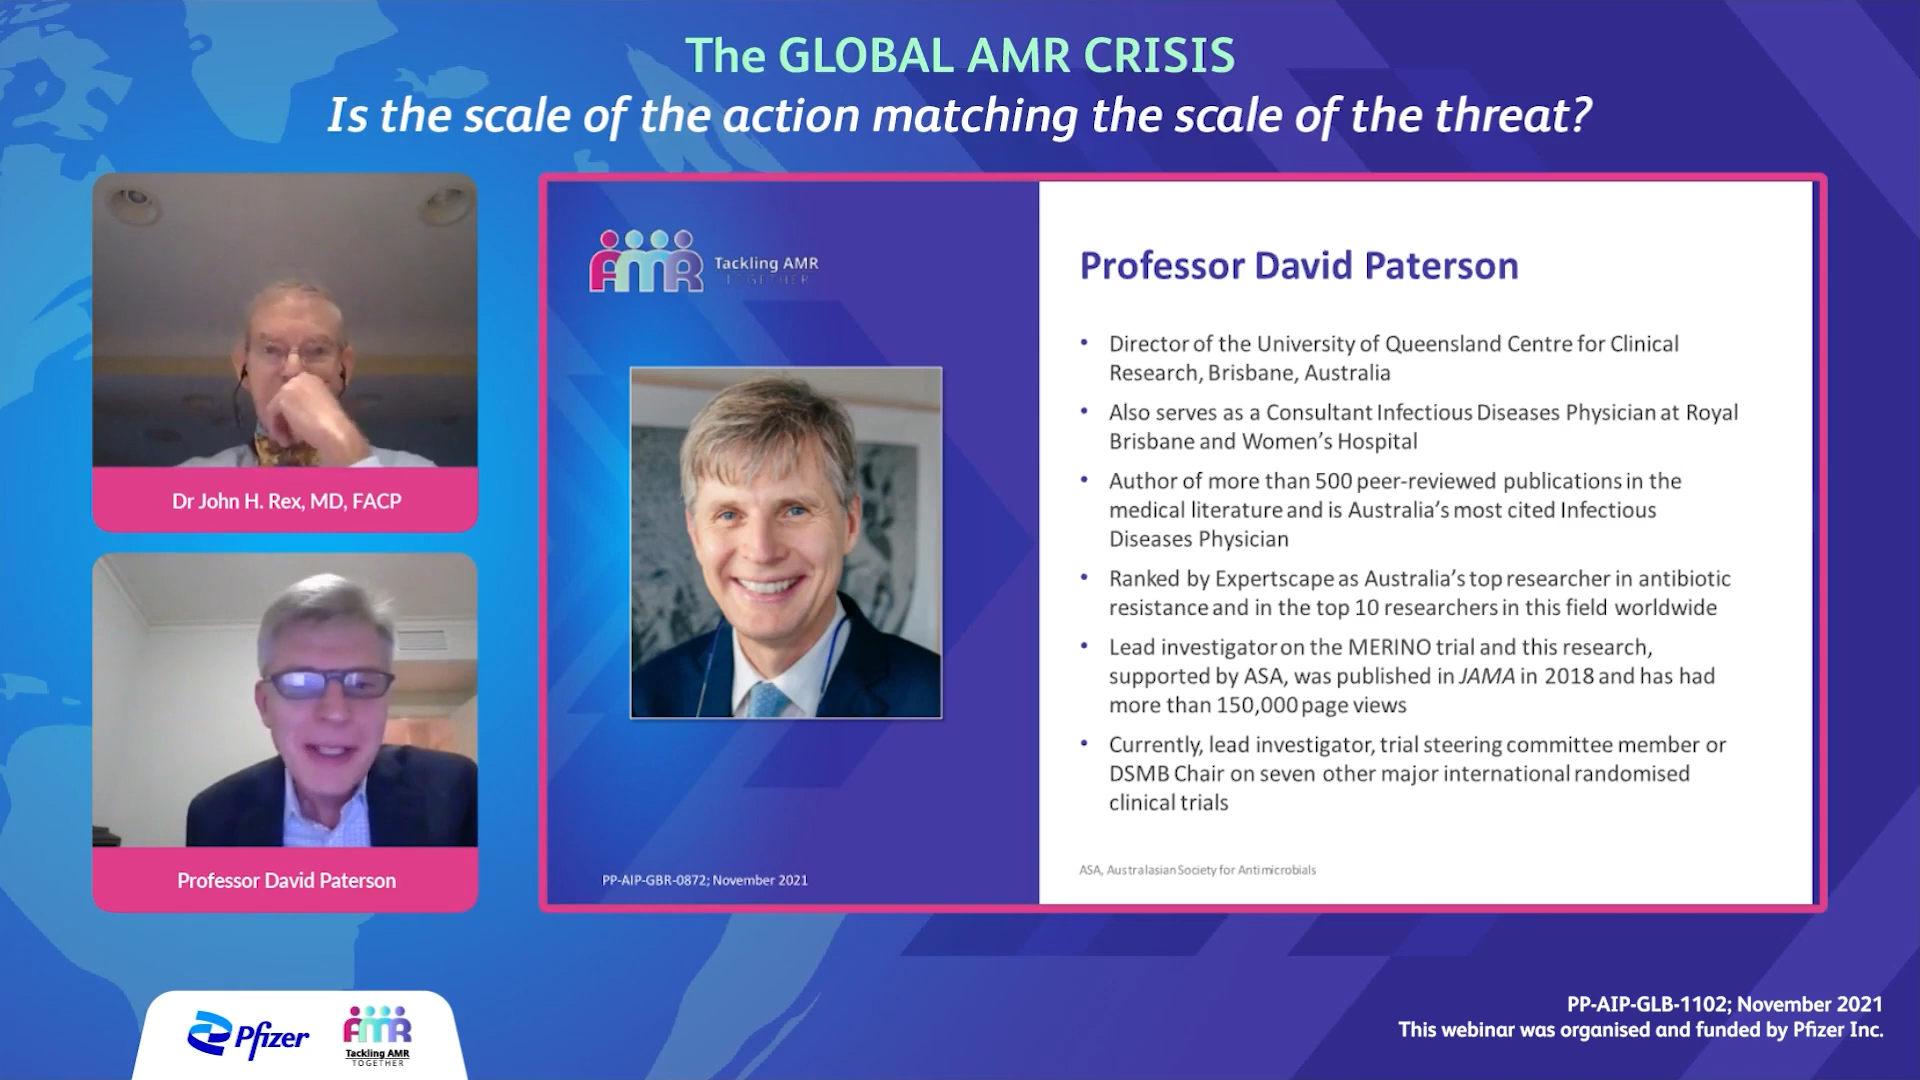 The GLOBAL AMR CRISIS
Is the scale of the action matching the scale of the threat?
Dr John H. Rex, MD, FACP
Professor David Paterson
AMR
Tackling AMR
TOGETHER
PP-AIP-GBR-0872; November 2021
Professor David Paterson
• Director of the University of Queensland Centre for Clinical
Research, Brisbane, Australia
• Also serves as a Consultant Infectious Diseases Physician at Royal
Brisbane and Women’s Hospital
• Author of more than 500 peer-reviewed publications in the
medical literature and is Australia’s most cited Infectious
Diseases Physician
• Ranked by Expertscape as Australia’s top researcher in antibiotic
resistance and in the top 10 researchers in this field worldwide
• Lead investigator on the MERINO trial and this research,
supported by ASA, was published in JAMA in 2018 and has had
more than 150,000 page views
• Currently, lead investigator, trial steering committee member or
DSMB Chair on seven other major international randomised
clinical trials
ASA, Australasian Society for Antimicrobials
Pfizer
AMR
Tackling AMR
TOGETHER
PP-AIP-GLB-1102; November 2021
This webinar was organised and funded by Pfizer Inc.